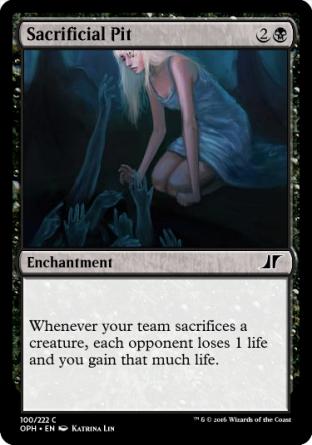 Sacrificial Pit 2
Enchantment
Whenever your team sacrifices a
creature, each opponent loses 1 life
and you gain that much life.
100/222 C
OPH • EN KATRINA LIN
™ & © 2016 Wizards of the Coast